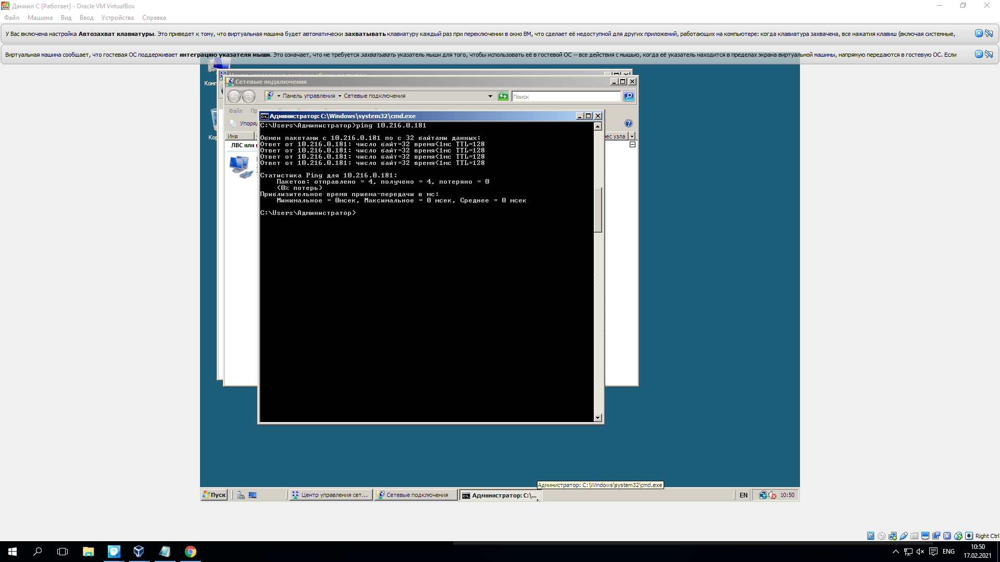 Даниил С [Работает] - Oracle VM VirtualBox
Файл Машина Вид Ввод Устройства Справка
У Вас включена настройка Автозахват клавиатуры. Это приведет к тому, что виртуальная машина будет автоматически захватывать клавиатуру каждый раз при переключении в окно ВМ, что сделает её недоступной для других приложений, работающих на компьютере: когда клавиатура захвачена, все нажатия клавиш (включая системные,
Виртуальная машина сообщает, что гостевая ОС поддерживает интеграцию указателя мыши. Это означает, что не требуется захватывать указатель мыши для того, чтобы использовать её в гостевой ОС -- все действия с мышью, когда её указатель находится в пределах экрана виртуальной машины, напрямую передаются в гостевую ОС. Если
Сетевые подключения
Панель управления Сетевые подключения
Поиск
Файл
Администратор: C:\Windows\system32\cmd.exe
Имя
ЛВС или
C:\Users\Администратор>ping 10.216.0.181
Обмен пакетами с 10.216.0.181 по с 32 байтами данных:
Ответ от 10.216.0.181: число байт=32 время<1мс TTL=128
Ответ от 10.216.0.181: число байт=32 время<1мс TTL=128
Ответ от 10.216.0.181: число байт=32 время<1мс TTL=128
Ответ от 10.216.0.181: число байт=32 время<1мс TTL=128
Статистика Ping для 10.216.0.181:
Пакетов: отправлено = 4, получено = 4, потеряно = 0
(0% потерь)
Приблизительное время приема-передачи в мс:
Минимальное = 0мсек, Максимальное = 0 мсек, Среднее = 0 мсек
C:\Users\Администратор>
Администратор: C:\Windows\system32\cmd.exe
Пуск
Центр управления сет...
Сетевые подключения
Администратор: C:\...
EN
10:50
Right Ctrl
ENG
10:50
17.02.2021